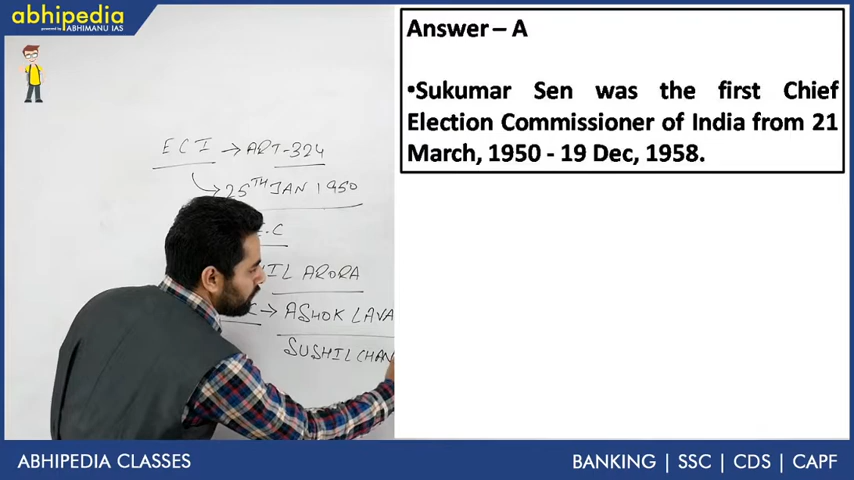 abhipedia
powered by ABHIMANU IAS
ECI → ART-324
25TH JAN 1950
E.C
IL ARORA
C → ASHOK LAVA
SUSHIL CHAN
Answer – A
•Sukumar Sen was the first Chief
Election Commissioner of India from 21
March, 1950 - 19 Dec, 1958.
ABHIPEDIA CLASSES
BANKING | SSC | CDS | CAPF